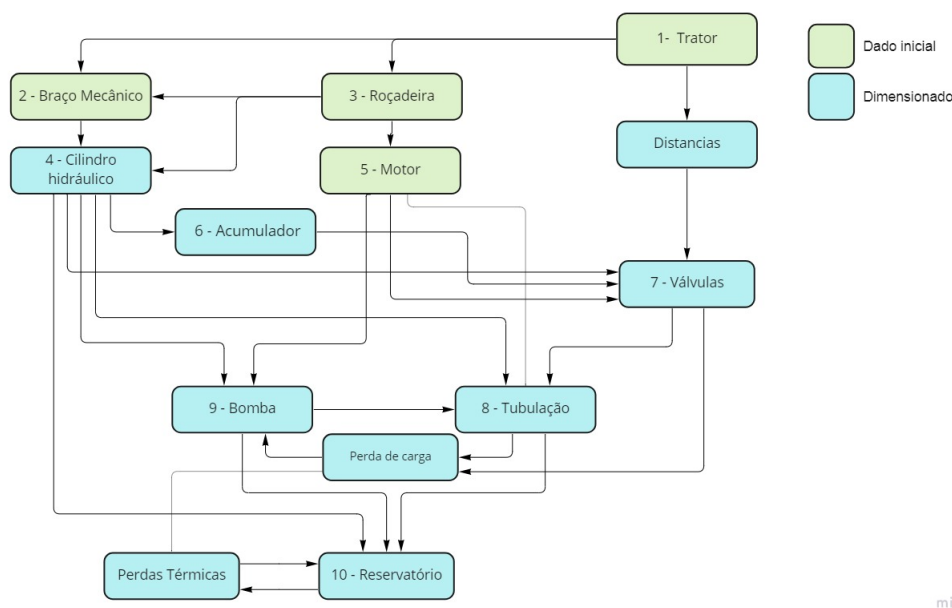 1- Trator
Dado inicial
2 - Braço Mecânico
3 - Roçadeira
Dimensionado
Distancias
4 - Cilindro
hidráulico
5 - Motor
6 - Acumulador
7 - Válvulas
9 - Bomba
8 - Tubulação
Perda de carga
Perdas Térmicas
10 - Reservatório
mi